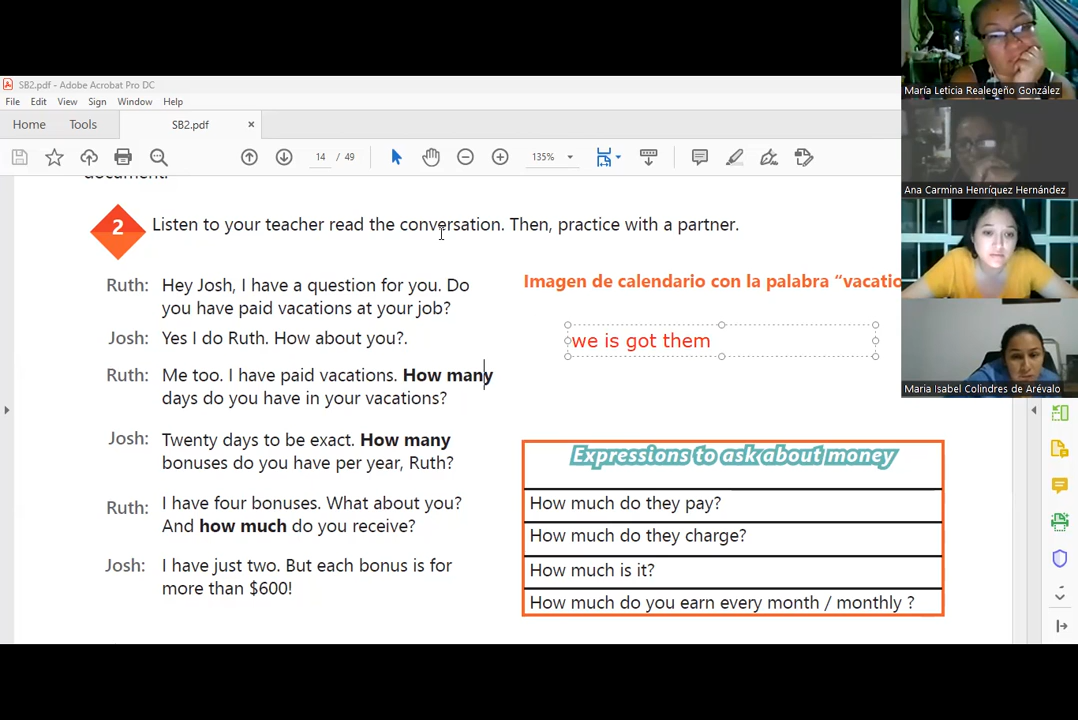 SB2.pdf - Adobe Acrobat Pro DC
File Edit View Sign Window Help
Home Tools SB2.pdf ×
14 / 49 135%
document.
2 Listen to your teacher read the conversation. Then, practice with a partner.
Ruth: Hey Josh, I have a question for you. Do
you have paid vacations at your job?
Josh: Yes I do Ruth. How about you?.
Ruth: Me too. I have paid vacations. How many
days do you have in your vacations?
Josh: Twenty days to be exact. How many
bonuses do you have per year, Ruth?
Ruth: I have four bonuses. What about you?
And how much do you receive?
Josh: I have just two. But each bonus is for
more than $600!
Imagen de calendario con la palabra “vacatio
we is got them
Expressions to ask about money
How much do they pay?
How much do they charge?
How much is it?
How much do you earn every month / monthly ?
María Leticia Realegeño González
Ana Carmina Henríquez Hernández
Maria Isabel Colindres de Arévalo